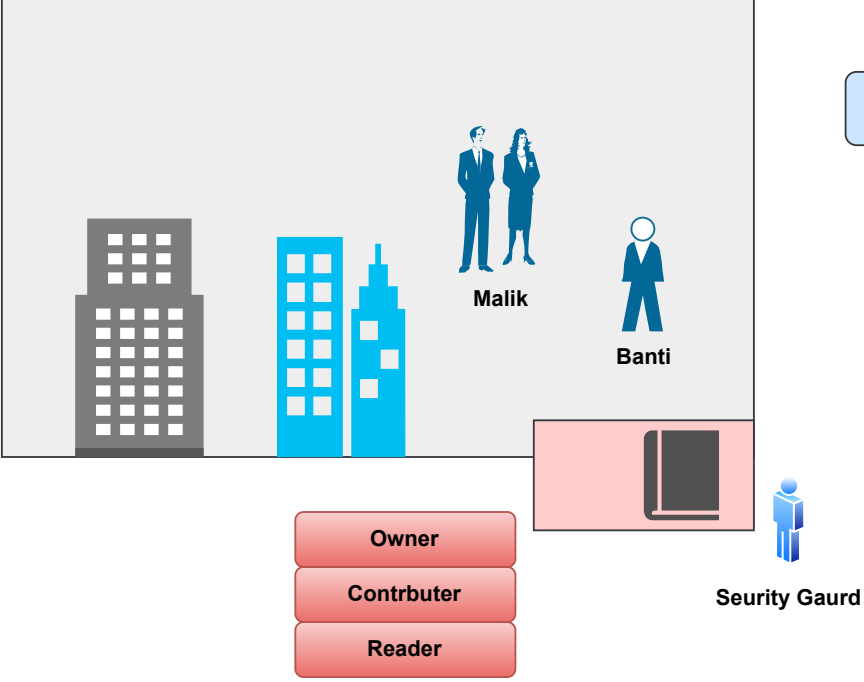 Malik
Banti
Owner
Contrbuter
Reader
Seurity Gaurd